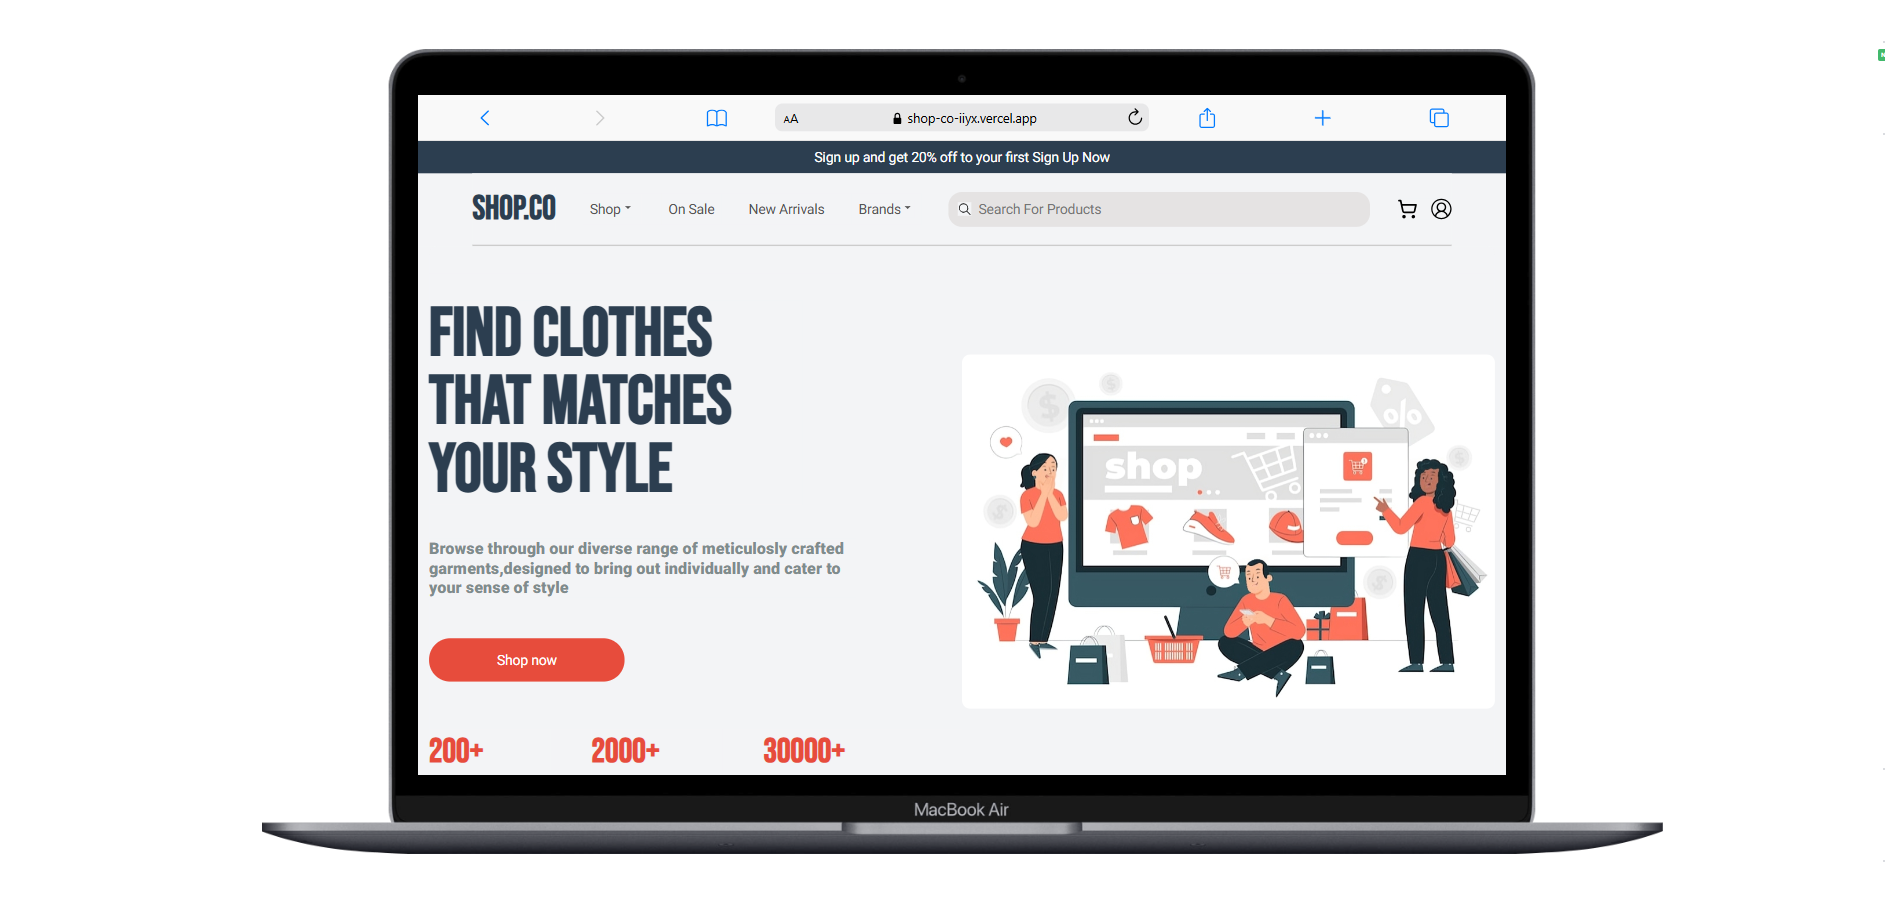 AA shop-co-iiyx.vercel.app
Sign up and get 20% off to your first Sign Up Now
SHOP.CO Shop On Sale New Arrivals Brands Search For Products
FIND CLOTHES
THAT MATCHES
YOUR STYLE
Browse through our diverse range of meticulosly crafted
garments,designed to bring out individually and cater to
your sense of style
Shop now
shop
%
200+ 2000+ 30000+
MacBook Air